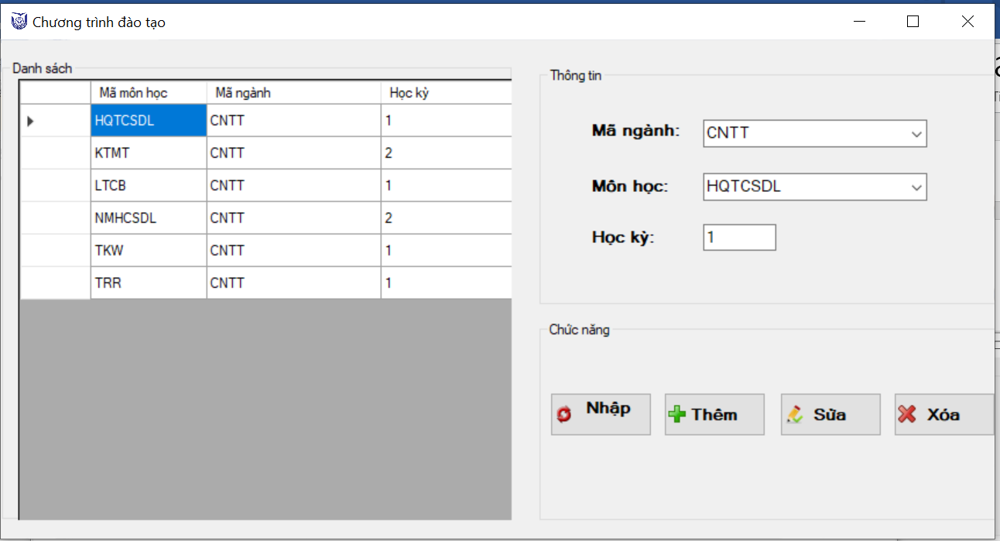 Chương trình đào tạo
Danh sách
Mã môn học Mã ngành Học kỳ
HQTCSDL CNTT 1
KTMT CNTT 2
LTCB CNTT 1
NMHCSDL CNTT 2
TKW CNTT 1
TRR CNTT 1
Thông tin
Mã ngành: CNTT
Môn học: HQTCSDL
Học kỳ: 1
Chức năng
Nhập Thêm Sửa Xóa